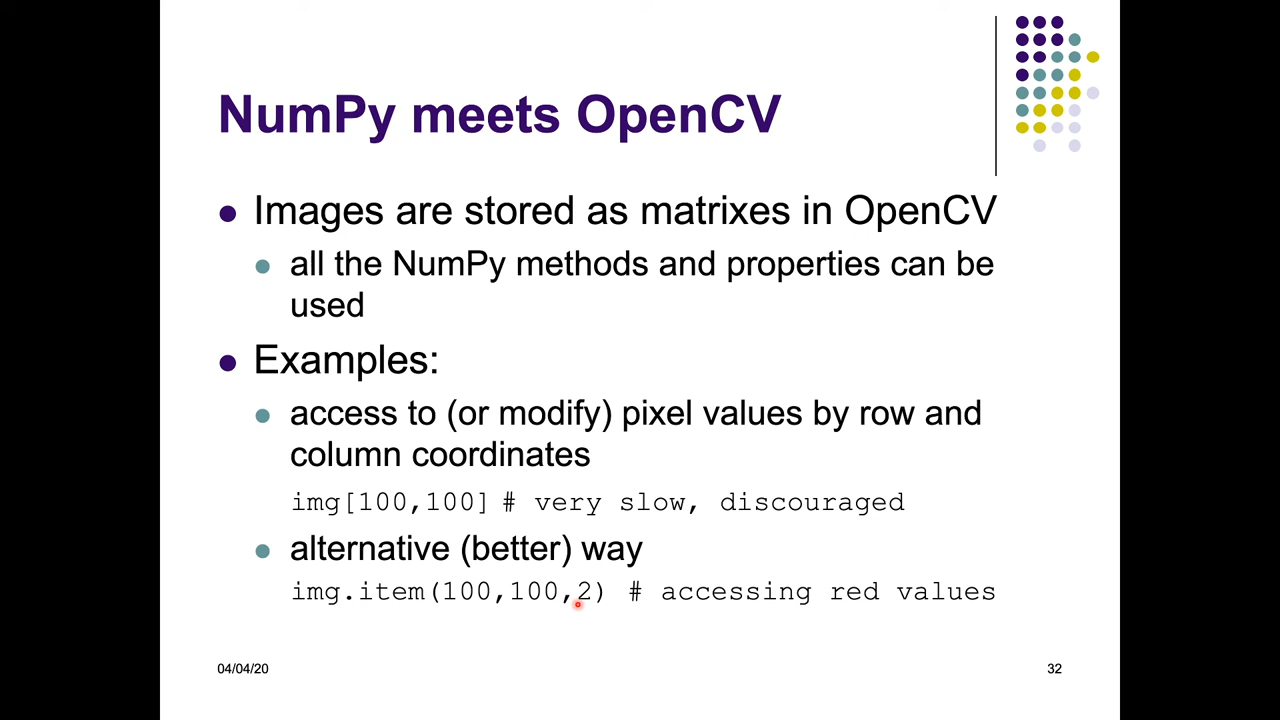 NumPy meets OpenCV
Images are stored as matrixes in OpenCV
all the NumPy methods and properties can be
used
Examples:
access to (or modify) pixel values by row and
column coordinates
img[100,100] # very slow, discouraged
alternative (better) way
img.item(100,100,2) # accessing red values
04/04/20
32